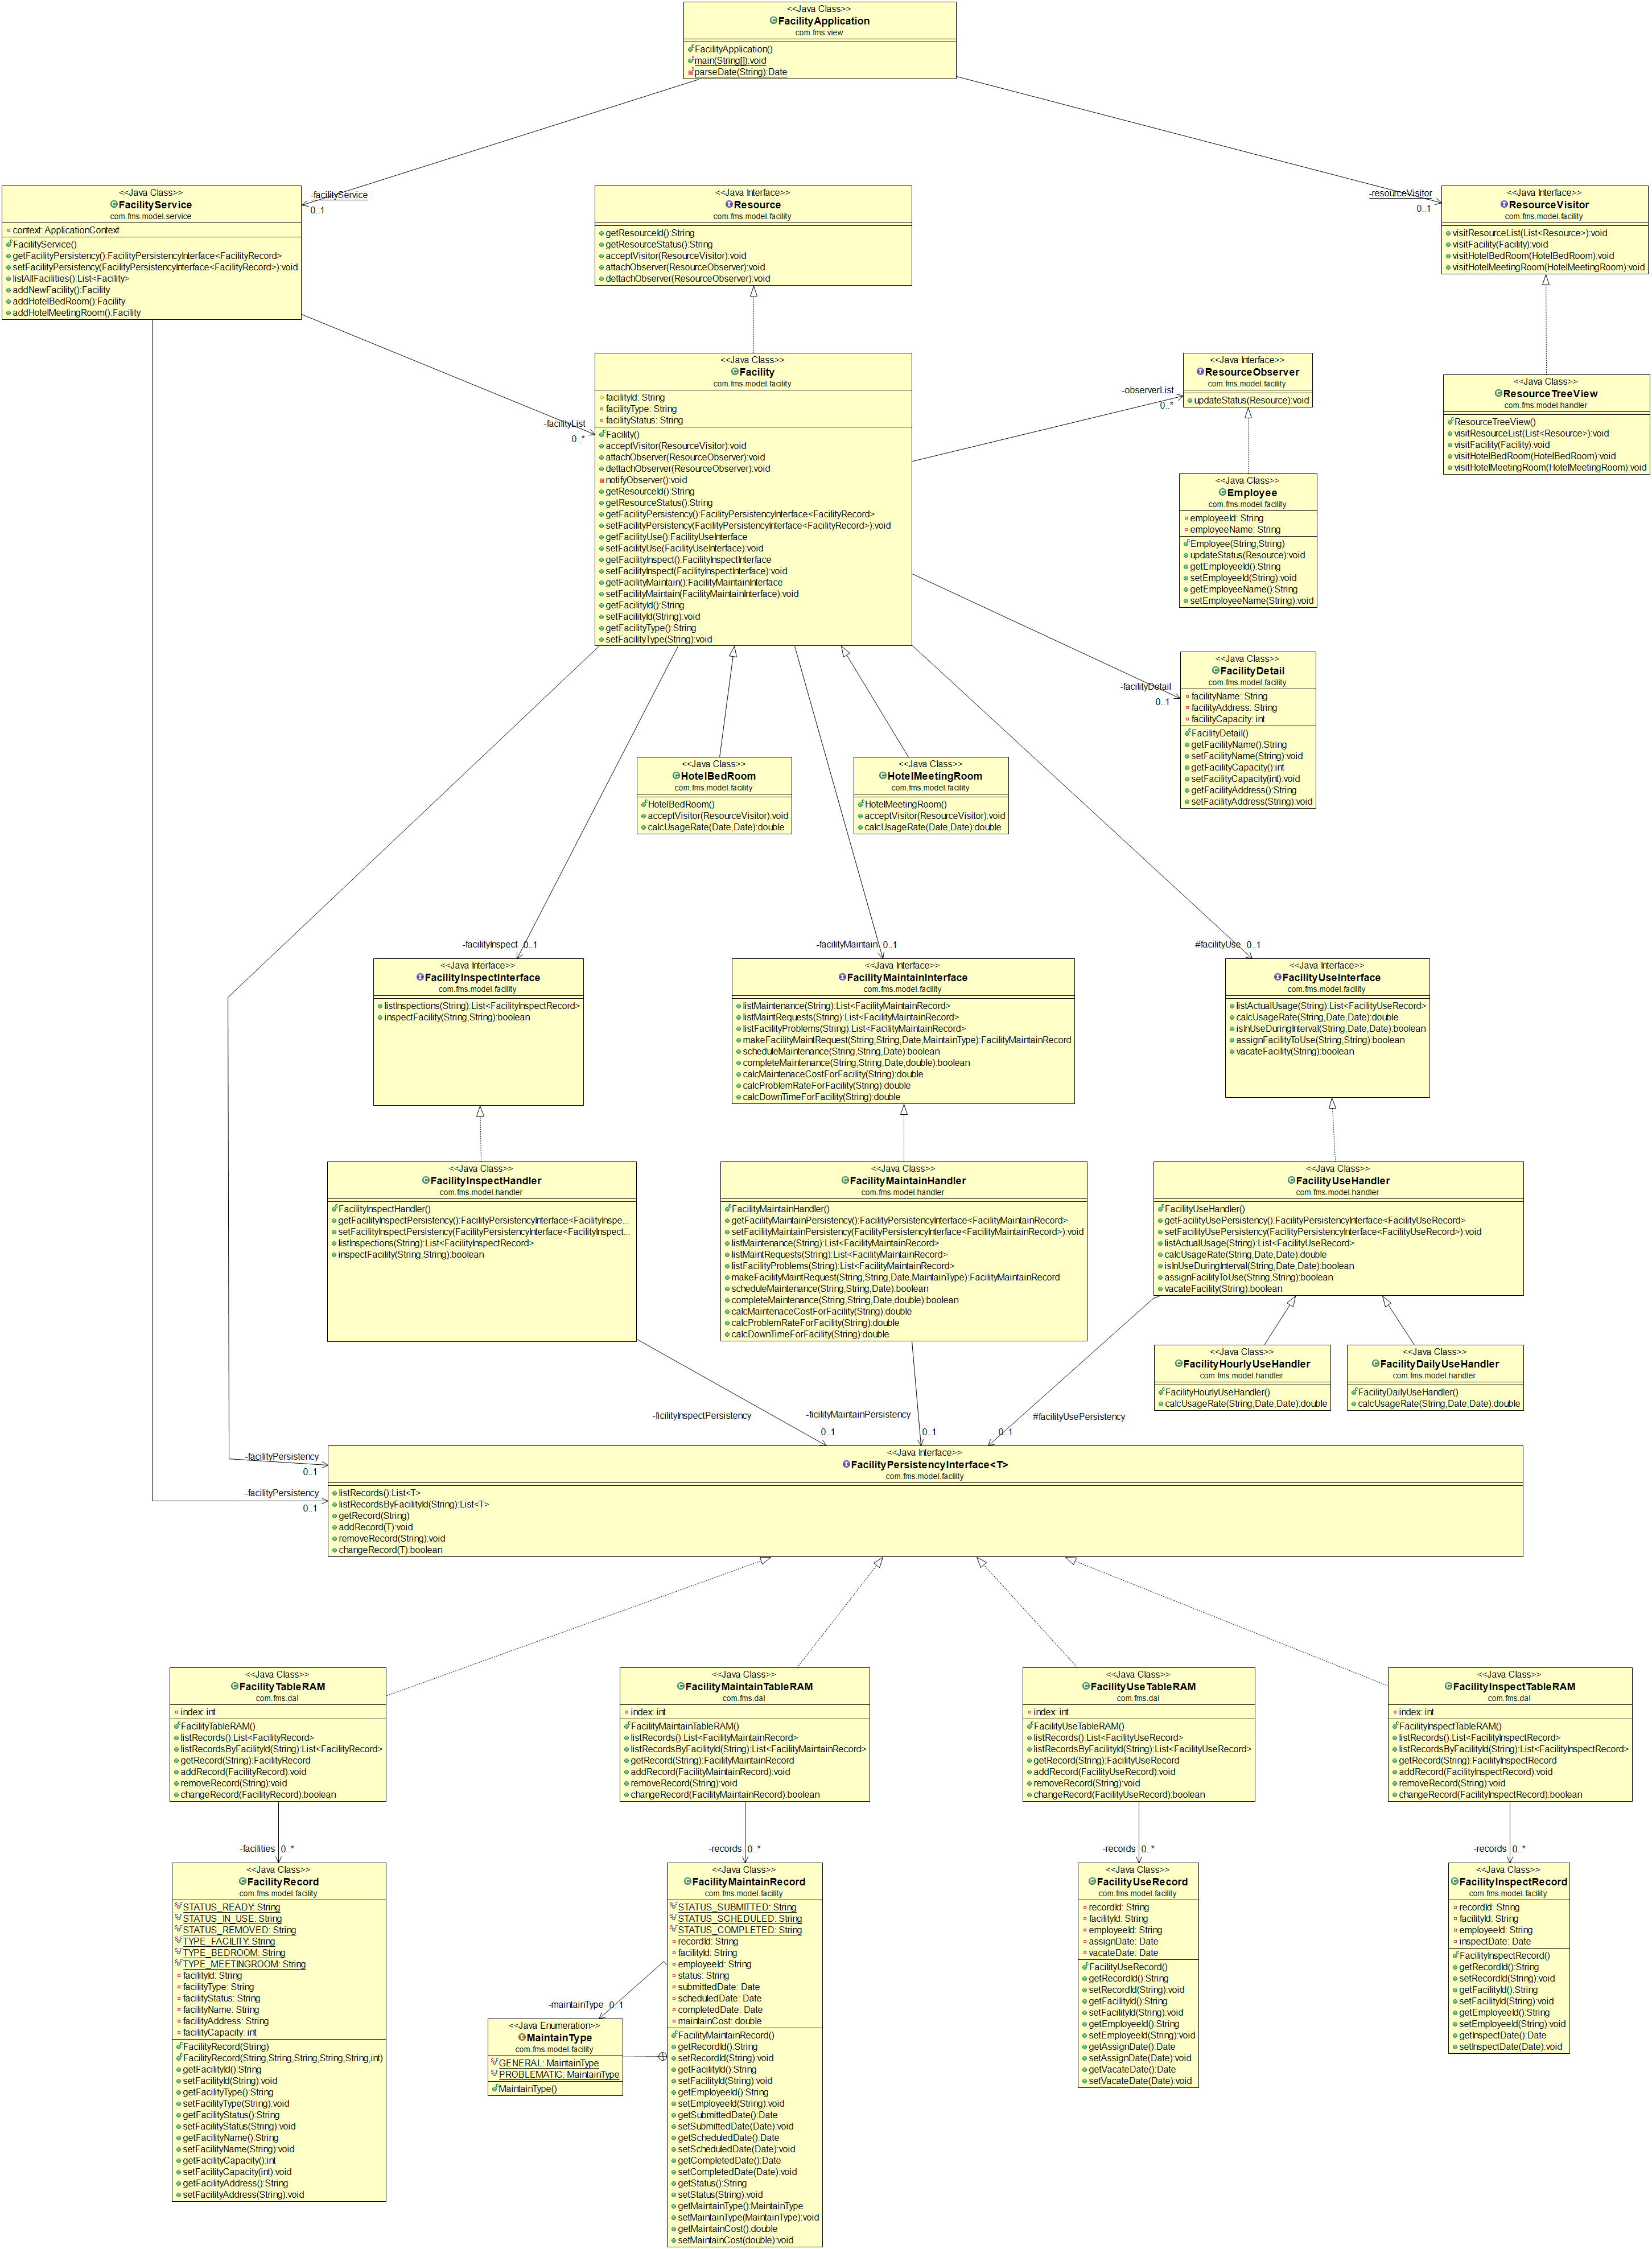 <<Java Class>>
FacilityApplication
com.fms.view
FacilityApplication()
main(String[]):void
parseDate(String):Date
-facilityService
0..1
-resourceVisitor
0..1
<<Java Class>>
FacilityService
com.fms.model.service
context: ApplicationContext
FacilityService()
getFacilityPersistency():FacilityPersistencyInterface<FacilityRecord>
setFacilityPersistency(FacilityPersistencyInterface<FacilityRecord>):void
listAllFacilities():List<Facility>
addNewFacility():Facility
addHotelBedRoom():Facility
addHotelMeetingRoom():Facility
<<Java Interface>>
Resource
com.fms.model.facility
getResourceId():String
getResourceStatus():String
acceptVisitor(ResourceVisitor):void
attachObserver(ResourceObserver):void
dettachObserver(ResourceObserver):void
<<Java Interface>>
ResourceVisitor
com.fms.model.facility
visitResourceList(List<Resource>):void
visitFacility(Facility):void
visitHotelBedRoom(HotelBedRoom):void
visitHotelMeetingRoom(HotelMeetingRoom):void
-facilityList
0..*
<<Java Class>>
Facility
com.fms.model.facility
facilityId: String
facilityType: String
facilityStatus: String
Facility()
acceptVisitor(ResourceVisitor):void
attachObserver(ResourceObserver):void
dettachObserver(ResourceObserver):void
notifyObserver():void
getResourceId():String
getResourceStatus():String
getFacilityPersistency():FacilityPersistencyInterface<FacilityRecord>
setFacilityPersistency(FacilityPersistencyInterface<FacilityRecord>):void
getFacilityUse():FacilityUseInterface
setFacilityUse(FacilityUseInterface):void
getFacilityInspect():FacilityInspectInterface
setFacilityInspect(FacilityInspectInterface):void
getFacilityMaintain():FacilityMaintainInterface
setFacilityMaintain(FacilityMaintainInterface):void
getFacilityId():String
setFacilityId(String):void
getFacilityType():String
setFacilityType(String):void
-observerList
0..*
<<Java Interface>>
ResourceObserver
com.fms.model.facility
updateStatus(Resource):void
<<Java Class>>
ResourceTreeView
com.fms.model.handler
ResourceTreeView()
visitResourceList(List<Resource>):void
visitFacility(Facility):void
visitHotelBedRoom(HotelBedRoom):void
visitHotelMeetingRoom(HotelMeetingRoom):void
<<Java Class>>
Employee
com.fms.model.facility
employeeId: String
employeeName: String
Employee(String,String)
updateStatus(Resource):void
getEmployeeId():String
setEmployeeId(String):void
getEmployeeName():String
setEmployeeName(String):void
-facilityDetail
0..1
<<Java Class>>
FacilityDetail
com.fms.model.facility
facilityName: String
facilityAddress: String
facilityCapacity: int
FacilityDetail()
getFacilityName():String
setFacilityName(String):void
getFacilityCapacity():int
setFacilityCapacity(int):void
getFacilityAddress():String
setFacilityAddress(String):void
<<Java Class>>
HotelBedRoom
com.fms.model.facility
HotelBedRoom()
acceptVisitor(ResourceVisitor):void
calcUsageRate(Date,Date):double
<<Java Class>>
HotelMeetingRoom
com.fms.model.facility
HotelMeetingRoom()
acceptVisitor(ResourceVisitor):void
calcUsageRate(Date,Date):double
-facilityInspect 0..1
-facilityMaintain 0..1
#facilityUse 0..1
<<Java Interface>>
FacilityInspectInterface
com.fms.model.facility
listInspections(String):List<FacilityInspectRecord>
inspectFacility(String,String):boolean
<<Java Interface>>
FacilityMaintainInterface
com.fms.model.facility
listMaintenance(String):List<FacilityMaintainRecord>
listMaintRequests(String):List<FacilityMaintainRecord>
listFacilityProblems(String):List<FacilityMaintainRecord>
makeFacilityMaintRequest(String,String,Date,MaintainType):FacilityMaintainRecord
scheduleMaintenance(String,String,Date):boolean
completeMaintenance(String,String,Date,double):boolean
calcMaintenaceCostForFacility(String):double
calcProblemRateForFacility(String):double
calcDownTimeForFacility(String):double
<<Java Interface>>
FacilityUseInterface
com.fms.model.facility
listActualUsage(String):List<FacilityUseRecord>
calcUsageRate(String,Date,Date):double
isInUseDuringInterval(String,Date,Date):boolean
assignFacilityToUse(String,String):boolean
vacateFacility(String):boolean
<<Java Class>>
FacilityInspectHandler
com.fms.model.handler
FacilityInspectHandler()
getFacilityInspectPersistency():FacilityPersistencyInterface<FacilityInspe...
setFacilityInspectPersistency(FacilityPersistencyInterface<FacilityInspect...
listInspections(String):List<FacilityInspectRecord>
inspectFacility(String,String):boolean
<<Java Class>>
FacilityMaintainHandler
com.fms.model.handler
FacilityMaintainHandler()
getFacilityMaintainPersistency():FacilityPersistencyInterface<FacilityMaintainRecord>
setFacilityMaintainPersistency(FacilityPersistencyInterface<FacilityMaintainRecord>):void
listMaintenance(String):List<FacilityMaintainRecord>
listMaintRequests(String):List<FacilityMaintainRecord>
listFacilityProblems(String):List<FacilityMaintainRecord>
makeFacilityMaintRequest(String,String,Date,MaintainType):FacilityMaintainRecord
scheduleMaintenance(String,String,Date):boolean
completeMaintenance(String,String,Date,double):boolean
calcMaintenaceCostForFacility(String):double
calcProblemRateForFacility(String):double
calcDownTimeForFacility(String):double
<<Java Class>>
FacilityUseHandler
com.fms.model.handler
FacilityUseHandler()
getFacilityUsePersistency():FacilityPersistencyInterface<FacilityUseRecord>
setFacilityUsePersistency(FacilityPersistencyInterface<FacilityUseRecord>):void
listActualUsage(String):List<FacilityUseRecord>
calcUsageRate(String,Date,Date):double
isInUseDuringInterval(String,Date,Date):boolean
assignFacilityToUse(String,String):boolean
vacateFacility(String):boolean
<<Java Class>>
FacilityHourlyUseHandler
com.fms.model.handler
FacilityHourlyUseHandler()
calcUsageRate(String,Date,Date):double
<<Java Class>>
FacilityDailyUseHandler
com.fms.model.handler
FacilityDailyUseHandler()
calcUsageRate(String,Date,Date):double
-ficilityInspectPersistency
0..1
-ficilityMaintainPersistency
0..1
#facilityUsePersistency
0..1
-facilityPersistency
0..1
-facilityPersistency
0..1
<<Java Interface>>
FacilityPersistencyInterface<T>
com.fms.model.facility
listRecords():List<T>
listRecordsByFacilityId(String):List<T>
getRecord(String)
addRecord(T):void
removeRecord(String):void
changeRecord(T):boolean
<<Java Class>>
FacilityTableRAM
com.fms.dal
index: int
FacilityTableRAM()
listRecords():List<FacilityRecord>
listRecordsByFacilityId(String):List<FacilityRecord>
getRecord(String):FacilityRecord
addRecord(FacilityRecord):void
removeRecord(String):void
changeRecord(FacilityRecord):boolean
<<Java Class>>
FacilityMaintainTableRAM
com.fms.dal
index: int
FacilityMaintainTableRAM()
listRecords():List<FacilityMaintainRecord>
listRecordsByFacilityId(String):List<FacilityMaintainRecord>
getRecord(String):FacilityMaintainRecord
addRecord(FacilityMaintainRecord):void
removeRecord(String):void
changeRecord(FacilityMaintainRecord):boolean
<<Java Class>>
FacilityUseTableRAM
com.fms.dal
index: int
FacilityUseTableRAM()
listRecords():List<FacilityUseRecord>
listRecordsByFacilityId(String):List<FacilityUseRecord>
getRecord(String):FacilityUseRecord
addRecord(FacilityUseRecord):void
removeRecord(String):void
changeRecord(FacilityUseRecord):boolean
<<Java Class>>
FacilityInspectTableRAM
com.fms.dal
index: int
FacilityInspectTableRAM()
listRecords():List<FacilityInspectRecord>
listRecordsByFacilityId(String):List<FacilityInspectRecord>
getRecord(String):FacilityInspectRecord
addRecord(FacilityInspectRecord):void
removeRecord(String):void
changeRecord(FacilityInspectRecord):boolean
-facilities 0..*
-records 0..*
-records 0..*
-records 0..*
<<Java Class>>
FacilityRecord
com.fms.model.facility
STATUS_READY: String
STATUS_IN_USE: String
STATUS_REMOVED: String
TYPE_FACILITY: String
TYPE_BEDROOM: String
TYPE_MEETINGROOM: String
facilityId: String
facilityType: String
facilityStatus: String
facilityName: String
facilityAddress: String
facilityCapacity: int
FacilityRecord(String)
FacilityRecord(String,String,String,String,String,int)
getFacilityId():String
setFacilityId(String):void
getFacilityType():String
setFacilityType(String):void
getFacilityStatus():String
setFacilityStatus(String):void
getFacilityName():String
setFacilityName(String):void
getFacilityCapacity():int
setFacilityCapacity(int):void
getFacilityAddress():String
setFacilityAddress(String):void
-maintainType 0..1
<<Java Enumeration>>
MaintainType
com.fms.model.facility
GENERAL: MaintainType
PROBLEMATIC: MaintainType
MaintainType()
<<Java Class>>
FacilityMaintainRecord
com.fms.model.facility
STATUS_SUBMITTED: String
STATUS_SCHEDULED: String
STATUS_COMPLETED: String
recordId: String
facilityId: String
employeeId: String
status: String
submittedDate: Date
scheduledDate: Date
completedDate: Date
maintainCost: double
FacilityMaintainRecord()
getRecordId():String
setRecordId(String):void
getFacilityId():String
setFacilityId(String):void
getEmployeeId():String
setEmployeeId(String):void
getSubmittedDate():Date
setSubmittedDate(Date):void
getScheduledDate():Date
setScheduledDate(Date):void
getCompletedDate():Date
setCompletedDate(Date):void
getStatus():String
setStatus(String):void
getMaintainType():MaintainType
setMaintainType(MaintainType):void
getMaintainCost():double
setMaintainCost(double):void
<<Java Class>>
FacilityUseRecord
com.fms.model.facility
recordId: String
facilityId: String
employeeId: String
assignDate: Date
vacateDate: Date
FacilityUseRecord()
getRecordId():String
setRecordId(String):void
getFacilityId():String
setFacilityId(String):void
getEmployeeId():String
setEmployeeId(String):void
getAssignDate():Date
setAssignDate(Date):void
getVacateDate():Date
setVacateDate(Date):void
<<Java Class>>
FacilityInspectRecord
com.fms.model.facility
recordId: String
facilityId: String
employeeId: String
inspectDate: Date
FacilityInspectRecord()
getRecordId():String
setRecordId(String):void
getFacilityId():String
setFacilityId(String):void
getEmployeeId():String
setEmployeeId(String):void
getInspectDate():Date
setInspectDate(Date):void